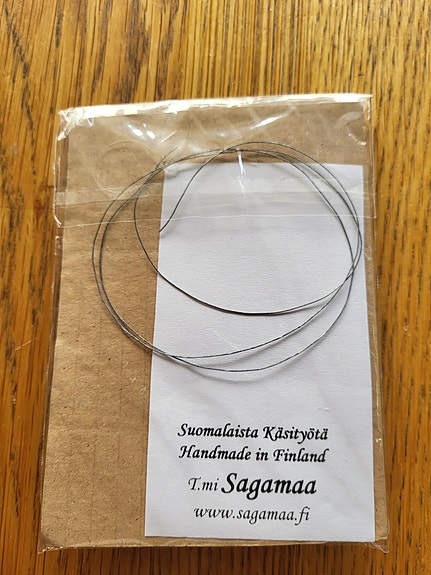 Suomalaista Käsityötä
Handmade in Finland
T.mi Sagamaa
www.sagamaa.fi